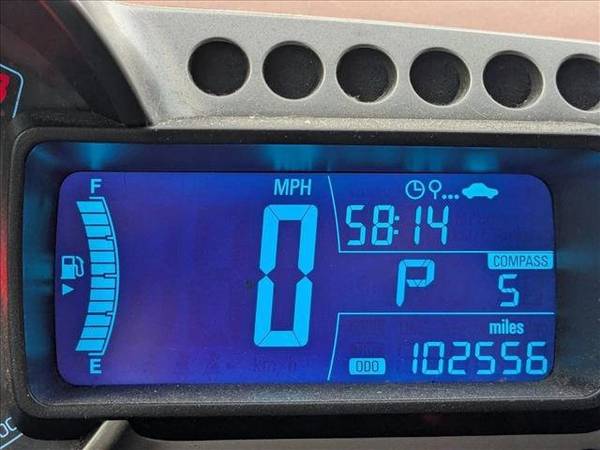 F
MPH
58:14
0
COMPASS
P
S
miles
E
ODO
102556